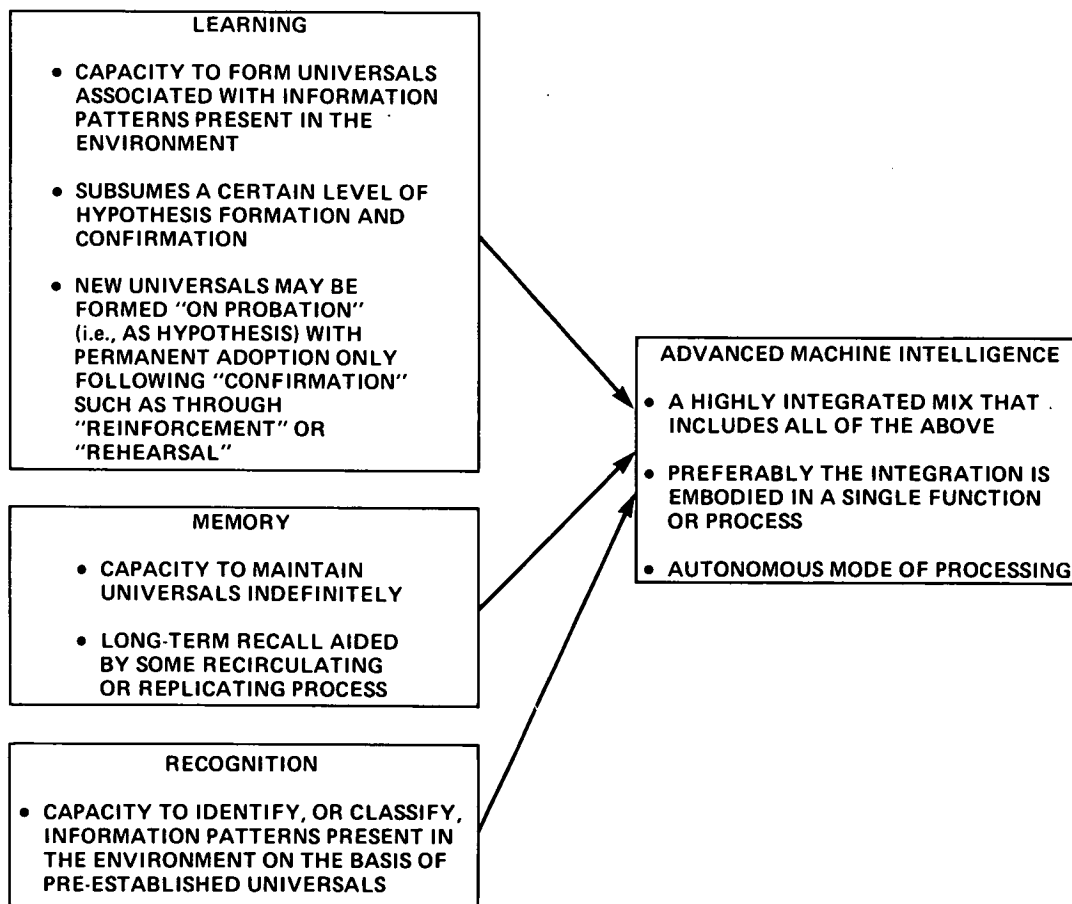 LEARNING
• CAPACITY TO FORM UNIVERSALS
ASSOCIATED WITH INFORMATION
PATTERNS PRESENT IN THE
ENVIRONMENT
• SUBSUMES A CERTAIN LEVEL OF
HYPOTHESIS FORMATION AND
CONFIRMATION
• NEW UNIVERSALS MAY BE
FORMED "ON PROBATION"
(i.e., AS HYPOTHESIS) WITH
PERMANENT ADOPTION ONLY
FOLLOWING "CONFIRMATION"
SUCH AS THROUGH
"REINFORCEMENT" OR
"REHEARSAL"
MEMORY
• CAPACITY TO MAINTAIN
UNIVERSALS INDEFINITELY
• LONG-TERM RECALL AIDED
BY SOME RECIRCULATING
OR REPLICATING PROCESS
RECOGNITION
• CAPACITY TO IDENTIFY, OR CLASSIFY,
INFORMATION PATTERNS PRESENT IN
THE ENVIRONMENT ON THE BASIS OF
PRE-ESTABLISHED UNIVERSALS
ADVANCED MACHINE INTELLIGENCE
• A HIGHLY INTEGRATED MIX THAT
INCLUDES ALL OF THE ABOVE
• PREFERABLY THE INTEGRATION IS
EMBODIED IN A SINGLE FUNCTION
OR PROCESS
• AUTONOMOUS MODE OF PROCESSING